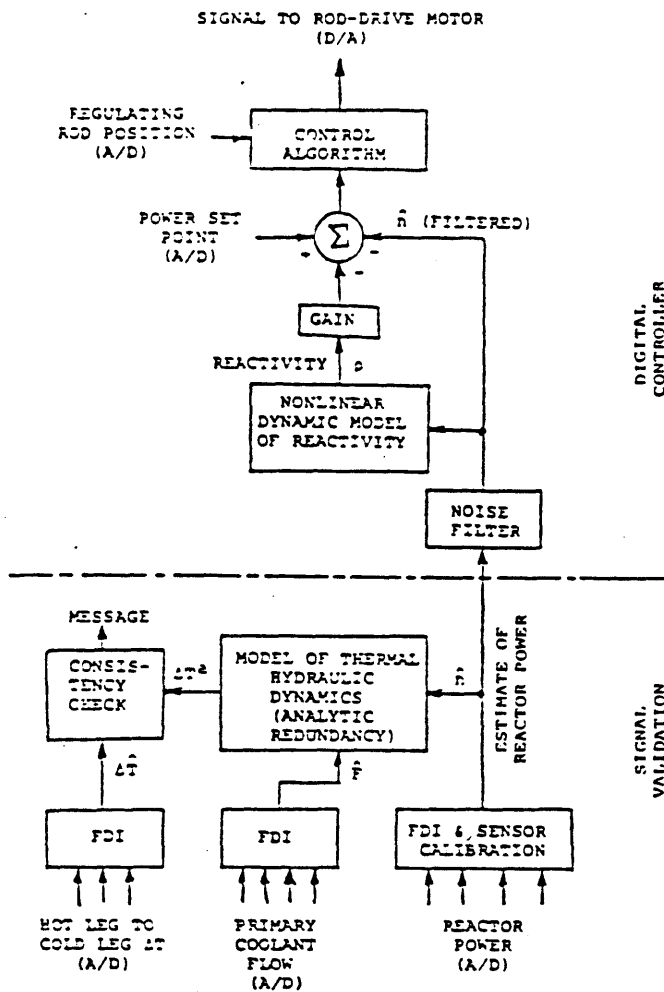 SIGNAL TO ROD-DRIVE MOTOR
(D/A)
REGULATING
ROD POSITION
(A/D)
CONTROL
ALGORITHM
POWER SET
POINT
(A/D)
+
Σ
-
-
n̂ (FILTERED)
GAIN
REACTIVITY ρ
NONLINEAR
DYNAMIC MODEL
OF REACTIVITY
NOISE
FILTER
DIGITAL
CONTROLLER
MESSAGE
CONSIS-
TENCY
CHECK
ΔTᵃ
MODEL OF THERMAL
HYDRAULIC
DYNAMICS
(ANALYTIC
REDUNDANCY)
n̂
ESTIMATE OF
REACTOR POWER
SIGNAL
VALIDATION
ΔT̂
F̂
FDI
FDI
FDI & SENSOR
CALIBRATION
HOT LEG TO
COLD LEG ΔT
(A/D)
PRIMARY
COOLANT
FLOW
(A/D)
REACTOR
POWER
(A/D)